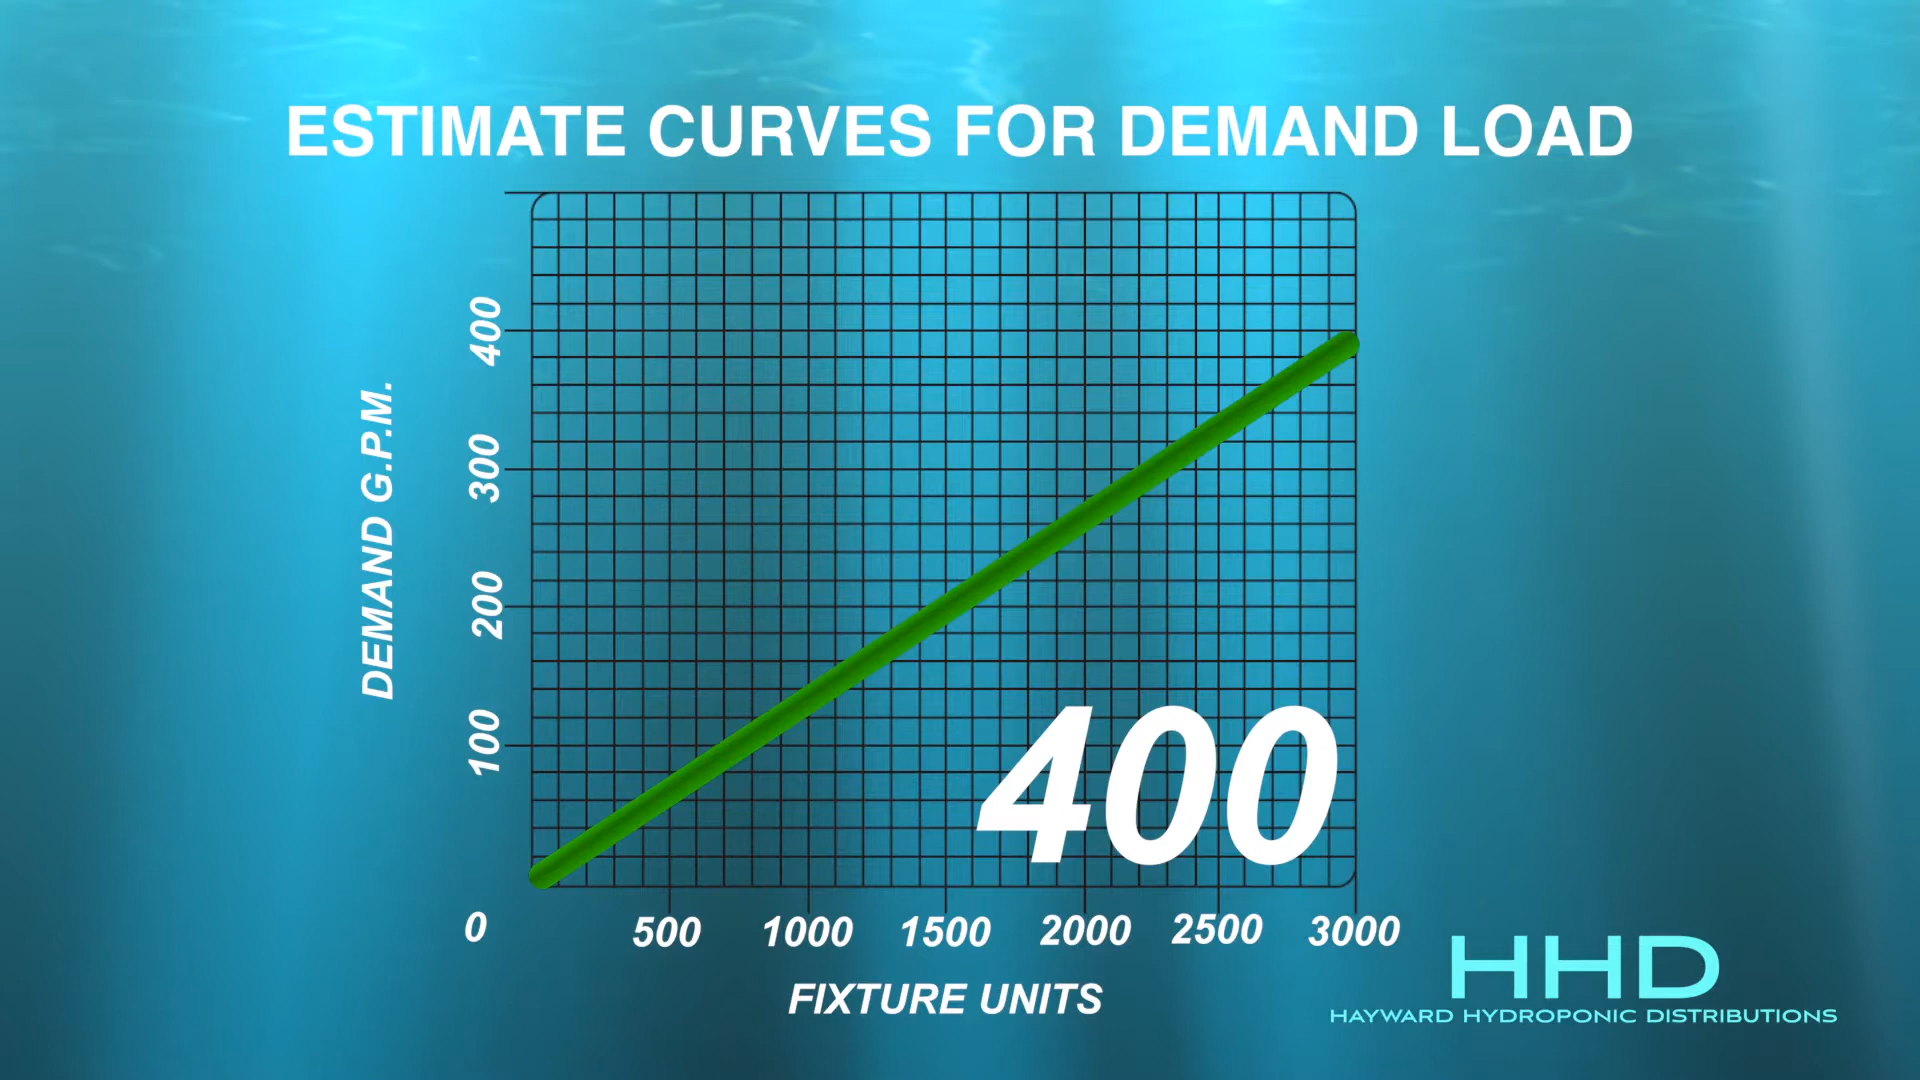 ESTIMATE CURVES FOR DEMAND LOAD
DEMAND G.P.M.
400
300
200
100
400
0 500 1000 1500 2000 2500 3000
FIXTURE UNITS
HHD
HAYWARD HYDROPONIC DISTRIBUTIONS